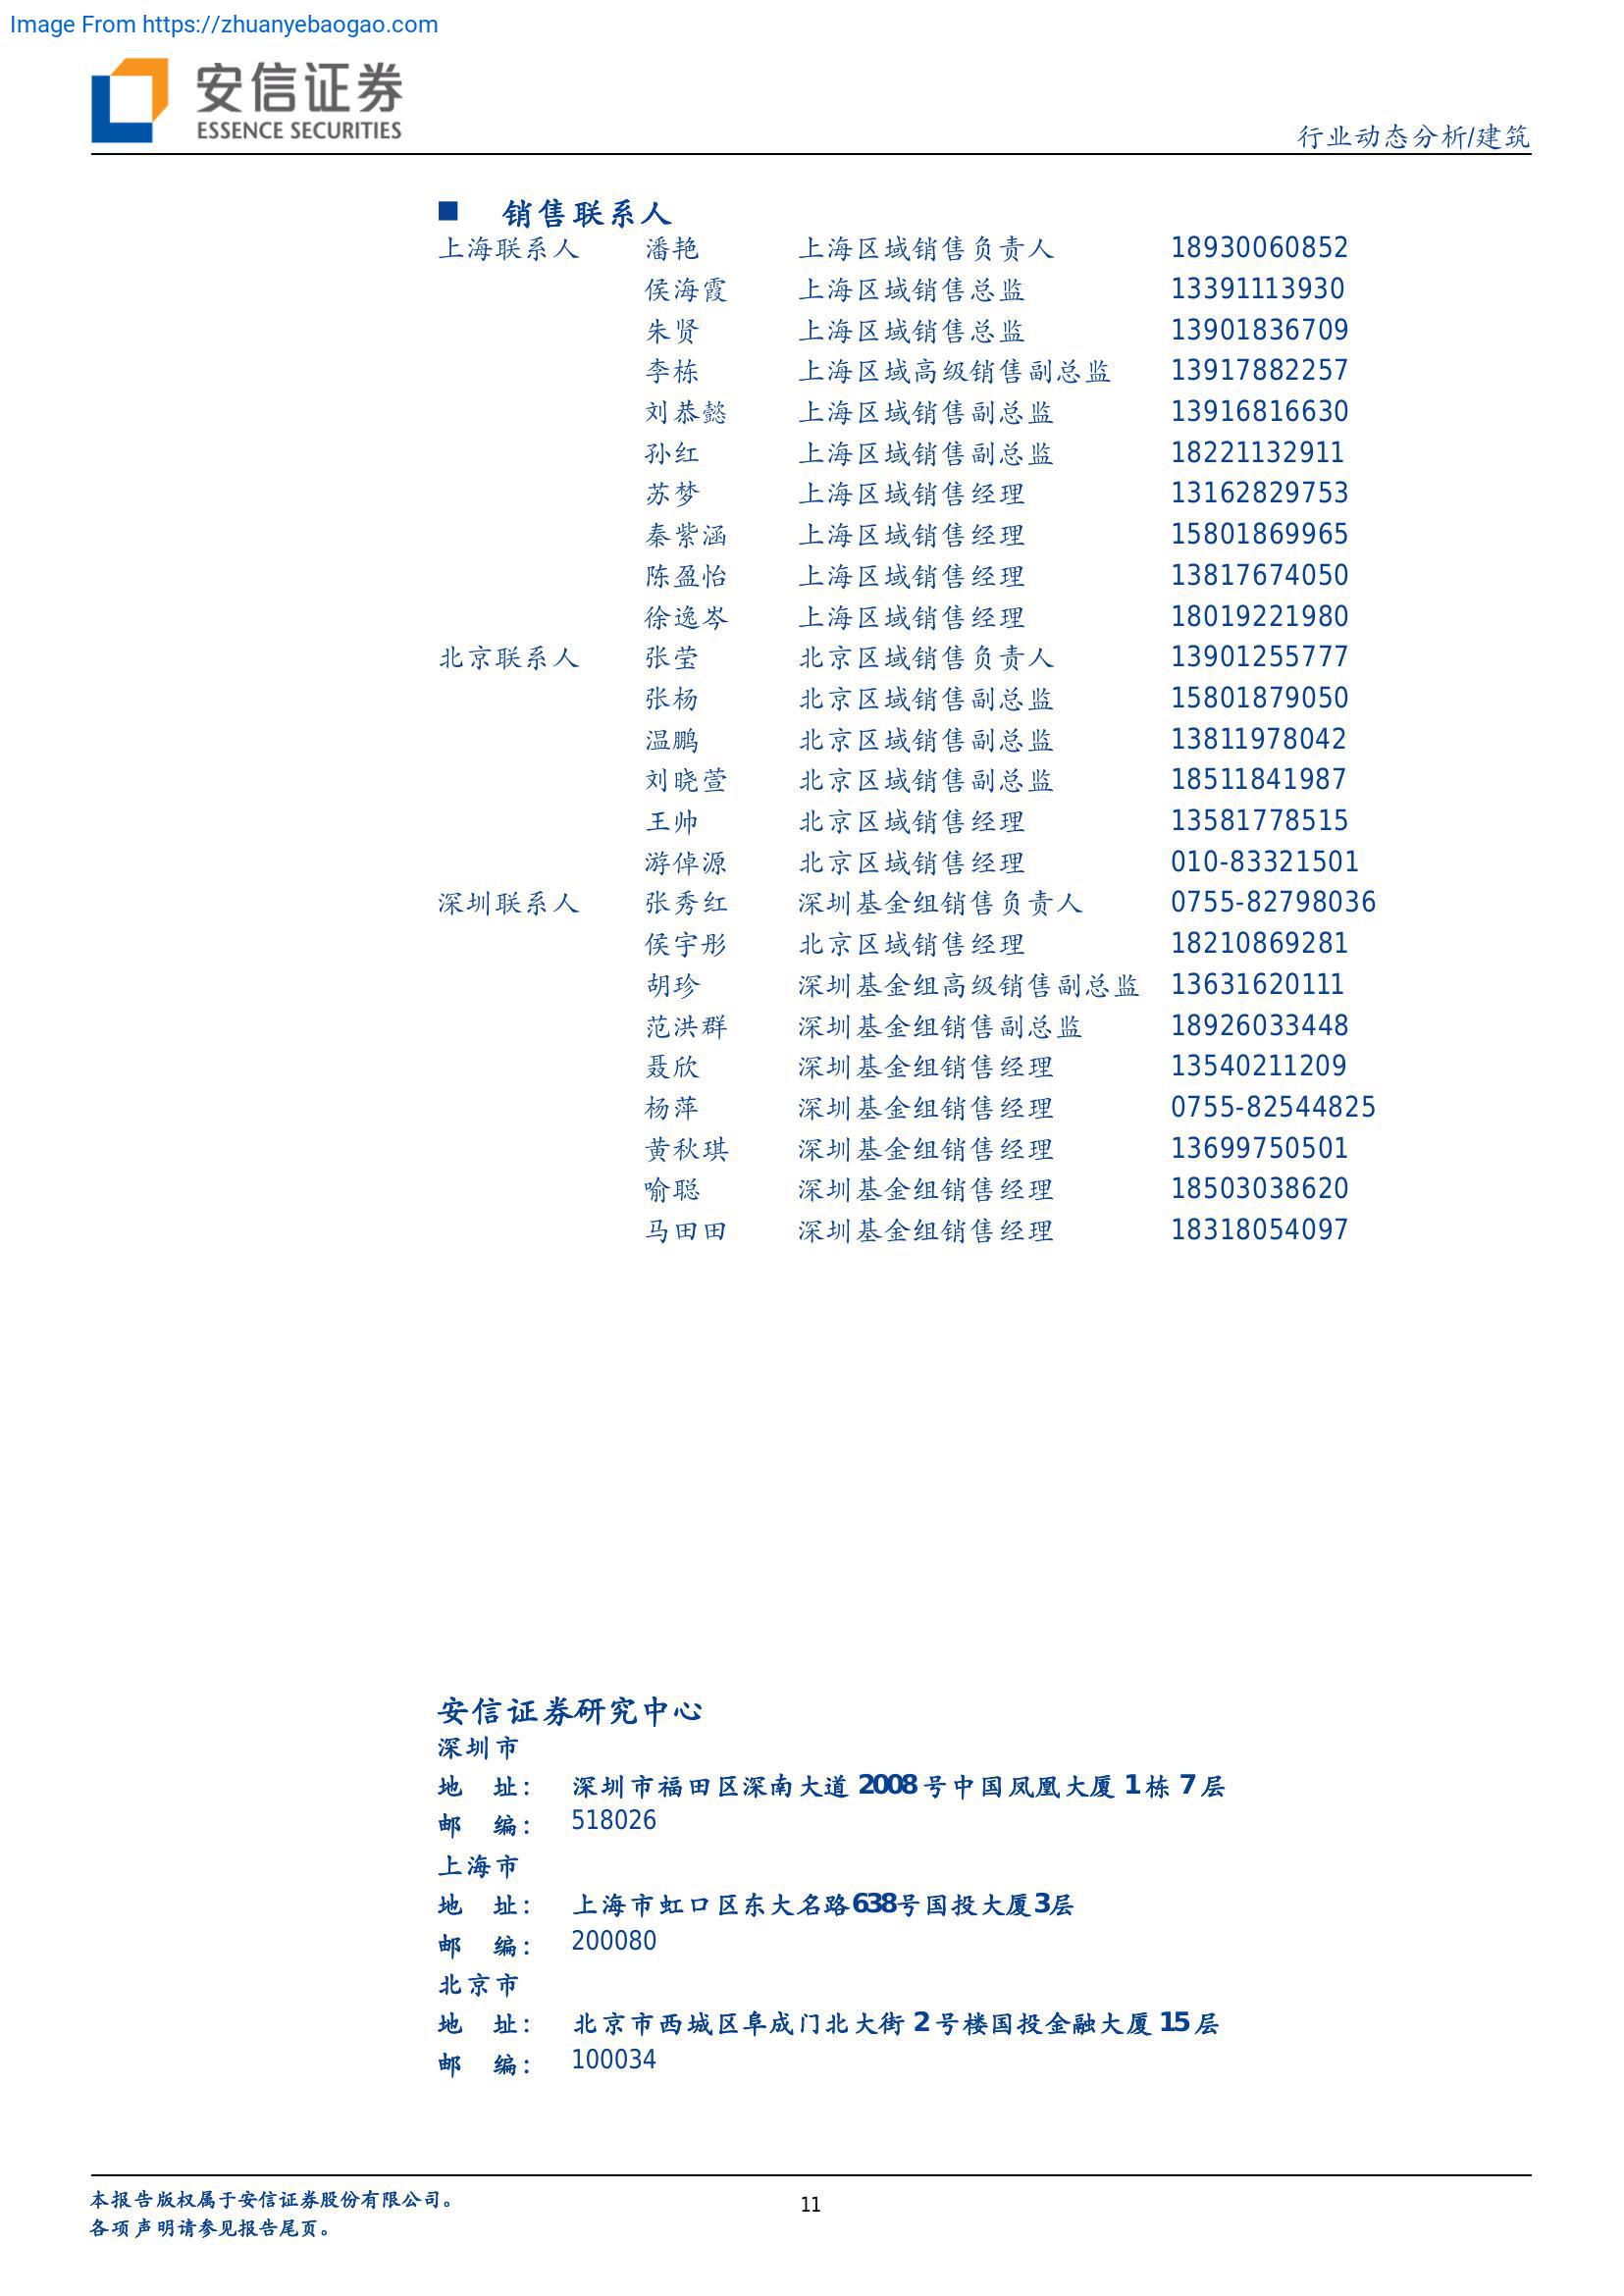 Image From https://zhuanyebaogao.com
安信证券
ESSENCE SECURITIES
行业动态分析/建筑
■ 销售联系人
上海联系人 潘艳 上海区域销售负责人 18930060852
侯海霞 上海区域销售总监 13391113930
朱贤 上海区域销售总监 13901836709
李栋 上海区域高级销售副总监 13917882257
刘恭懿 上海区域销售副总监 13916816630
孙红 上海区域销售副总监 18221132911
苏梦 上海区域销售经理 13162829753
秦紫涵 上海区域销售经理 15801869965
陈盈怡 上海区域销售经理 13817674050
徐逸岑 上海区域销售经理 18019221980
北京联系人 张莹 北京区域销售负责人 13901255777
张杨 北京区域销售副总监 15801879050
温鹏 北京区域销售副总监 13811978042
刘晓萱 北京区域销售副总监 18511841987
王帅 北京区域销售经理 13581778515
游倬源 北京区域销售经理 010-83321501
深圳联系人 张秀红 深圳基金组销售负责人 0755-82798036
侯宇彤 北京区域销售经理 18210869281
胡珍 深圳基金组高级销售副总监 13631620111
范洪群 深圳基金组销售副总监 18926033448
聂欣 深圳基金组销售经理 13540211209
杨萍 深圳基金组销售经理 0755-82544825
黄秋琪 深圳基金组销售经理 13699750501
喻聪 深圳基金组销售经理 18503038620
马田田 深圳基金组销售经理 18318054097
安信证券研究中心
深圳市
地 址： 深圳市福田区深南大道 2008 号中国凤凰大厦 1 栋 7 层
邮 编： 518026
上海市
地 址： 上海市虹口区东大名路638号国投大厦3层
邮 编： 200080
北京市
地 址： 北京市西城区阜成门北大街 2 号楼国投金融大厦 15 层
邮 编： 100034
本报告版权属于安信证券股份有限公司。
各项声明请参见报告尾页。
11